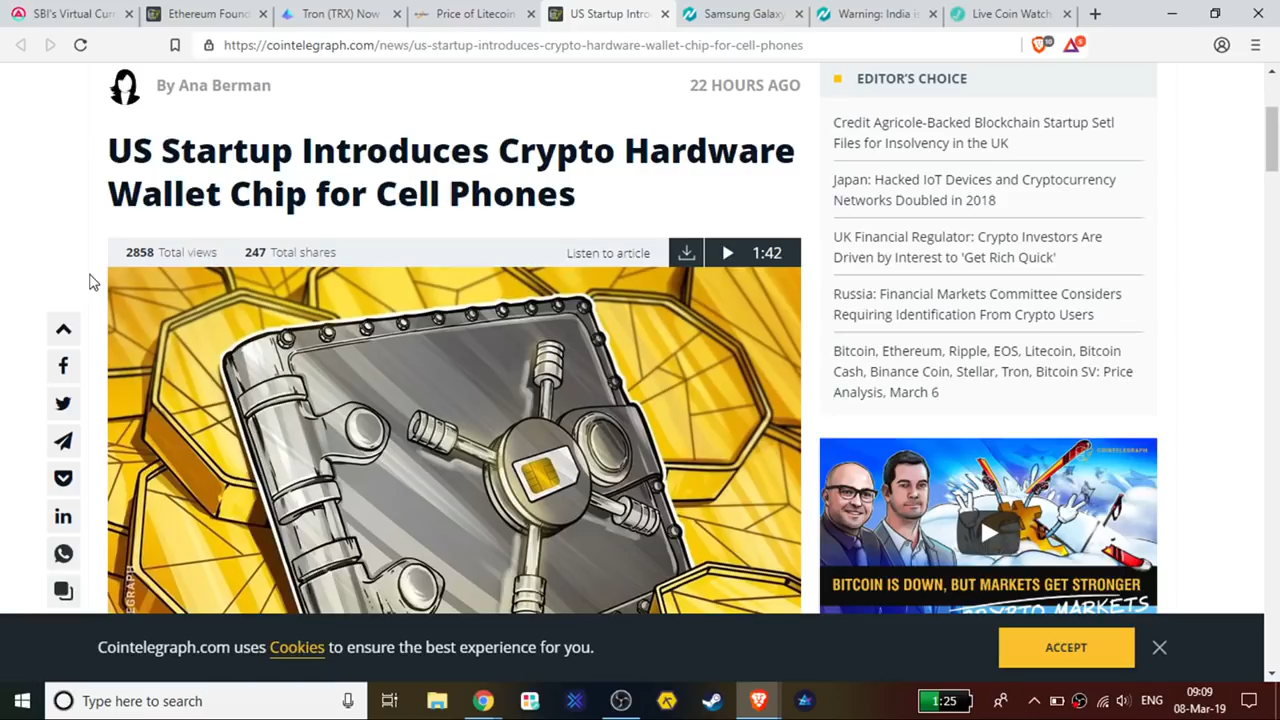 SBI's Virtual Curr
Ethereum Found
Tron (TRX) Now
Price of Litecoin
US Startup Intro
Samsung Galaxy
Warning: India is
Live Coin Watch
https://cointelegraph.com/news/us-startup-introduces-crypto-hardware-wallet-chip-for-cell-phones
By Ana Berman
22 HOURS AGO
US Startup Introduces Crypto Hardware
Wallet Chip for Cell Phones
2858 Total views
247 Total shares
Listen to article
1:42
EDITOR'S CHOICE
Credit Agricole-Backed Blockchain Startup Setl
Files for Insolvency in the UK
Japan: Hacked IoT Devices and Cryptocurrency
Networks Doubled in 2018
UK Financial Regulator: Crypto Investors Are
Driven by Interest to 'Get Rich Quick'
Russia: Financial Markets Committee Considers
Requiring Identification From Crypto Users
Bitcoin, Ethereum, Ripple, EOS, Litecoin, Bitcoin
Cash, Binance Coin, Stellar, Tron, Bitcoin SV: Price
Analysis, March 6
COINTELEGRAPH
BITCOIN IS DOWN, BUT MARKETS GET STRONGER
CRYPTO MARKETS
Cointelegraph.com uses Cookies to ensure the best experience for you.
ACCEPT
Type here to search
1:25
ENG
09:09
08-Mar-19